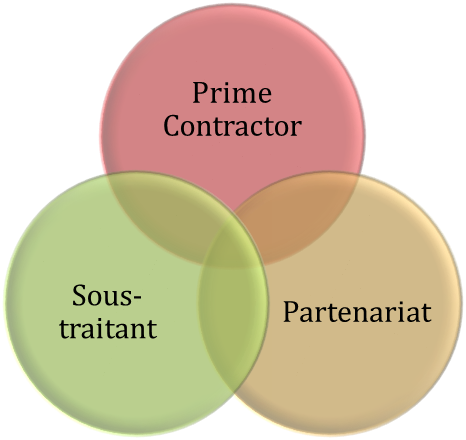 Prime
Contractor
Sous-
traitant
Partenariat